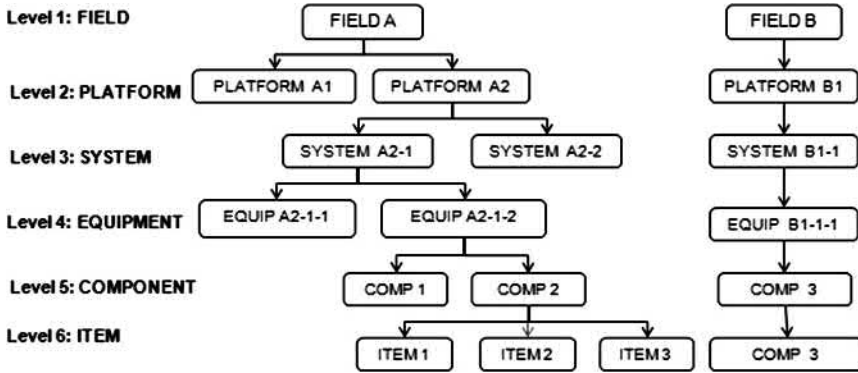 Level 1: FIELD
FIELD A
FIELD B
Level 2: PLATFORM
PLATFORM A1
PLATFORM A2
PLATFORM B1
Level 3: SYSTEM
SYSTEM A2-1
SYSTEM A2-2
SYSTEM B1-1
Level 4: EQUIPMENT
EQUIP A2-1-1
EQUIP A2-1-2
EQUIP B1-1-1
Level 5: COMPONENT
COMP 1
COMP 2
COMP 3
Level 6: ITEM
ITEM 1
ITEM 2
ITEM 3
COMP 3